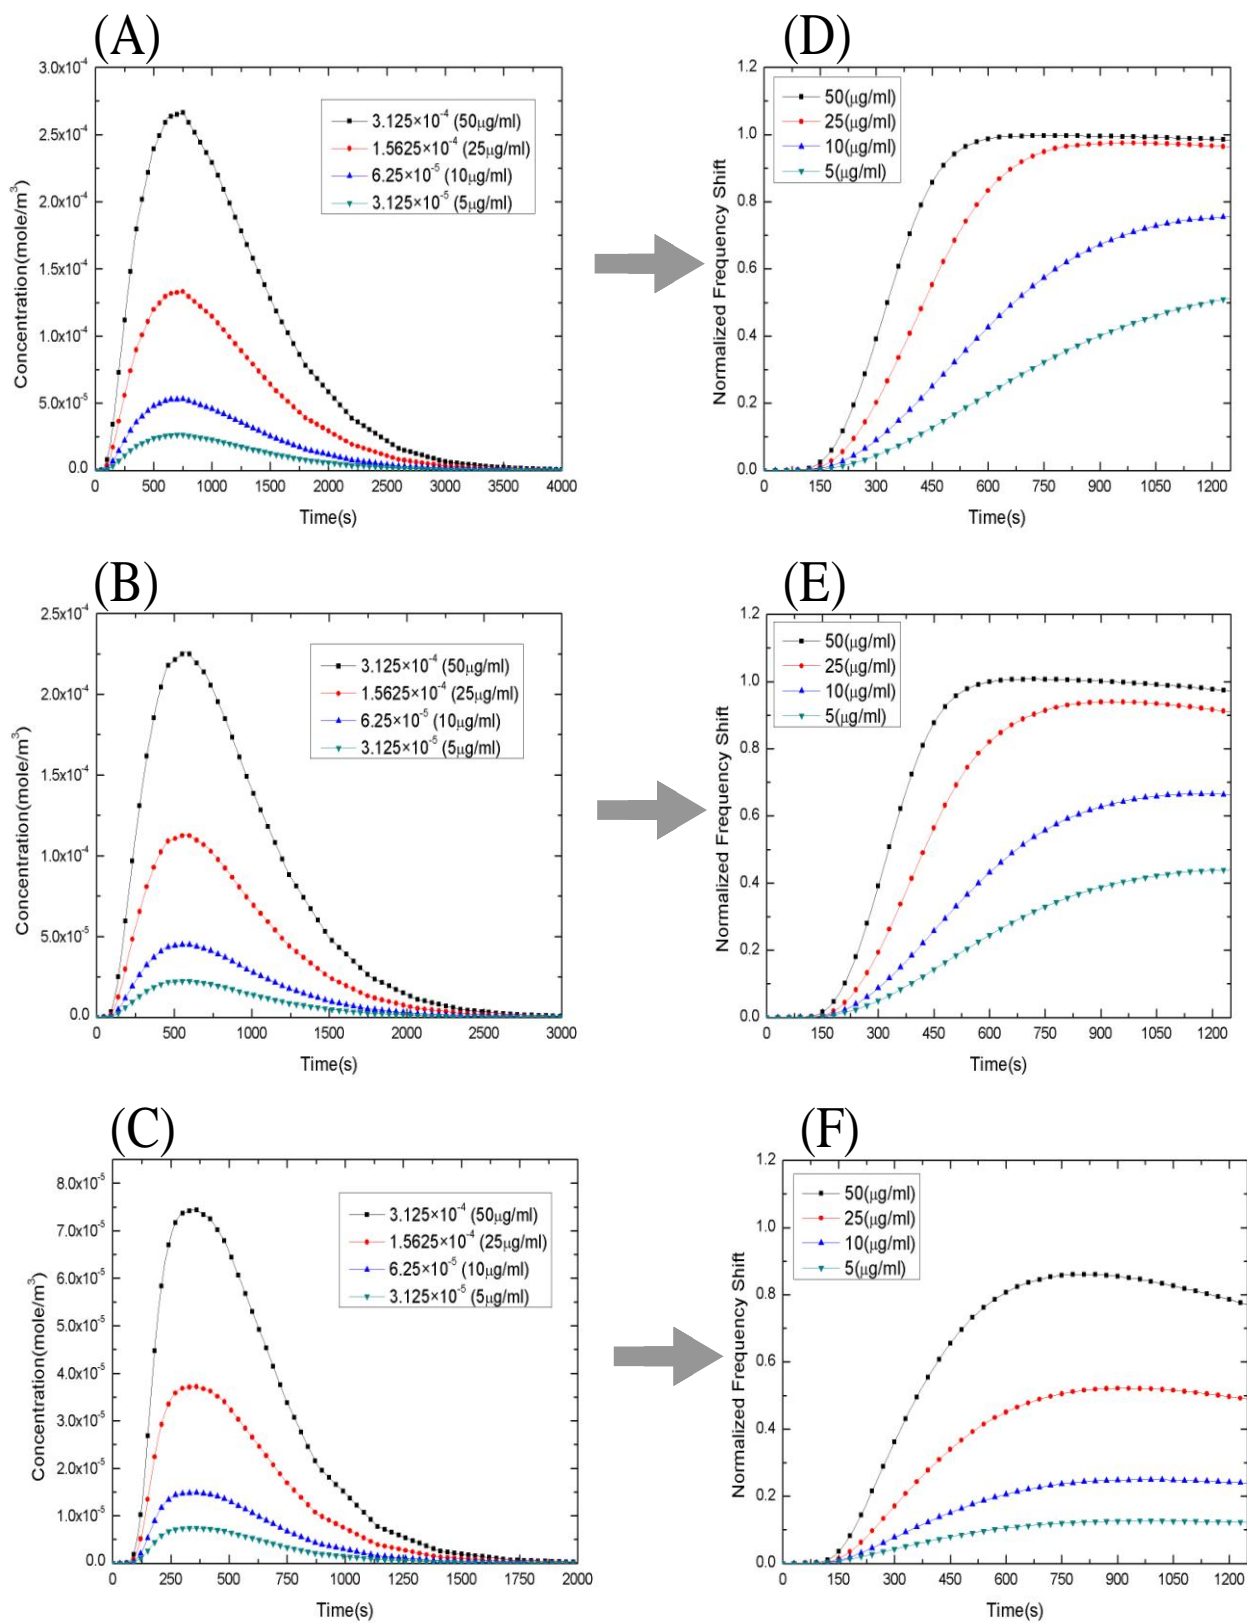 (A)
3.0x10⁻⁴
2.5x10⁻⁴
2.0x10⁻⁴
1.5x10⁻⁴
1.0x10⁻⁴
5.0x10⁻⁵
0.0
Concentration(mole/m³)
3.125×10⁻⁴ (50μg/ml)
1.5625×10⁻⁴ (25μg/ml)
6.25×10⁻⁵ (10μg/ml)
3.125×10⁻⁵ (5μg/ml)
0 500 1000 1500 2000 2500 3000 3500 4000
Time(s)
(D)
1.2
1.0
0.8
0.6
0.4
0.2
0.0
Normalized Frequency Shift
50(μg/ml)
25(μg/ml)
10(μg/ml)
5(μg/ml)
0 150 300 450 600 750 900 1050 1200
Time(s)
(B)
2.5x10⁻⁴
2.0x10⁻⁴
1.5x10⁻⁴
1.0x10⁻⁴
5.0x10⁻⁵
0.0
Concentration(mole/m³)
3.125×10⁻⁴ (50μg/ml)
1.5625×10⁻⁴ (25μg/ml)
6.25×10⁻⁵ (10μg/ml)
3.125×10⁻⁵ (5μg/ml)
0 500 1000 1500 2000 2500 3000
Time(s)
(E)
1.2
1.0
0.8
0.6
0.4
0.2
0.0
Normalized Frequency Shift
50(μg/ml)
25(μg/ml)
10(μg/ml)
5(μg/ml)
0 150 300 450 600 750 900 1050 1200
Time(s)
(C)
8.0x10⁻⁵
7.0x10⁻⁵
6.0x10⁻⁵
5.0x10⁻⁵
4.0x10⁻⁵
3.0x10⁻⁵
2.0x10⁻⁵
1.0x10⁻⁵
0.0
Concentration(mole/m³)
3.125×10⁻⁴ (50μg/ml)
1.5625×10⁻⁴ (25μg/ml)
6.25×10⁻⁵ (10μg/ml)
3.125×10⁻⁵ (5μg/ml)
0 250 500 750 1000 1250 1500 1750 2000
Time(s)
(F)
1.2
1.0
0.8
0.6
0.4
0.2
0.0
Normalized Frequency Shift
50(μg/ml)
25(μg/ml)
10(μg/ml)
5(μg/ml)
0 150 300 450 600 750 900 1050 1200
Time(s)